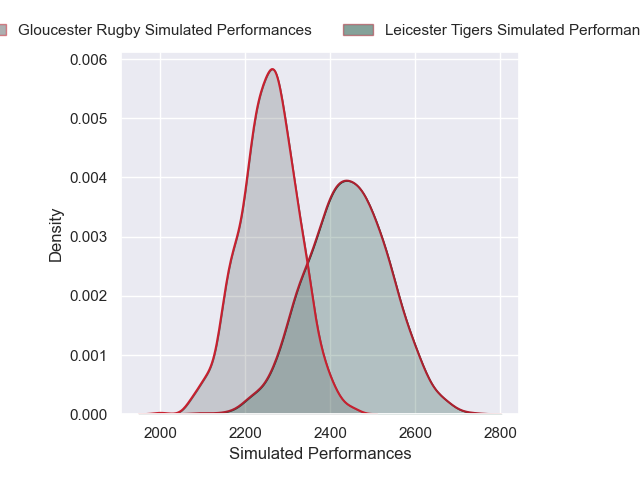 Gloucester Rugby Simulated Performances
Leicester Tigers Simulated Performan
0.006
0.005
0.004
0.003
0.002
0.001
0.000
Density
2000 2200 2400 2600 2800
Simulated Performances